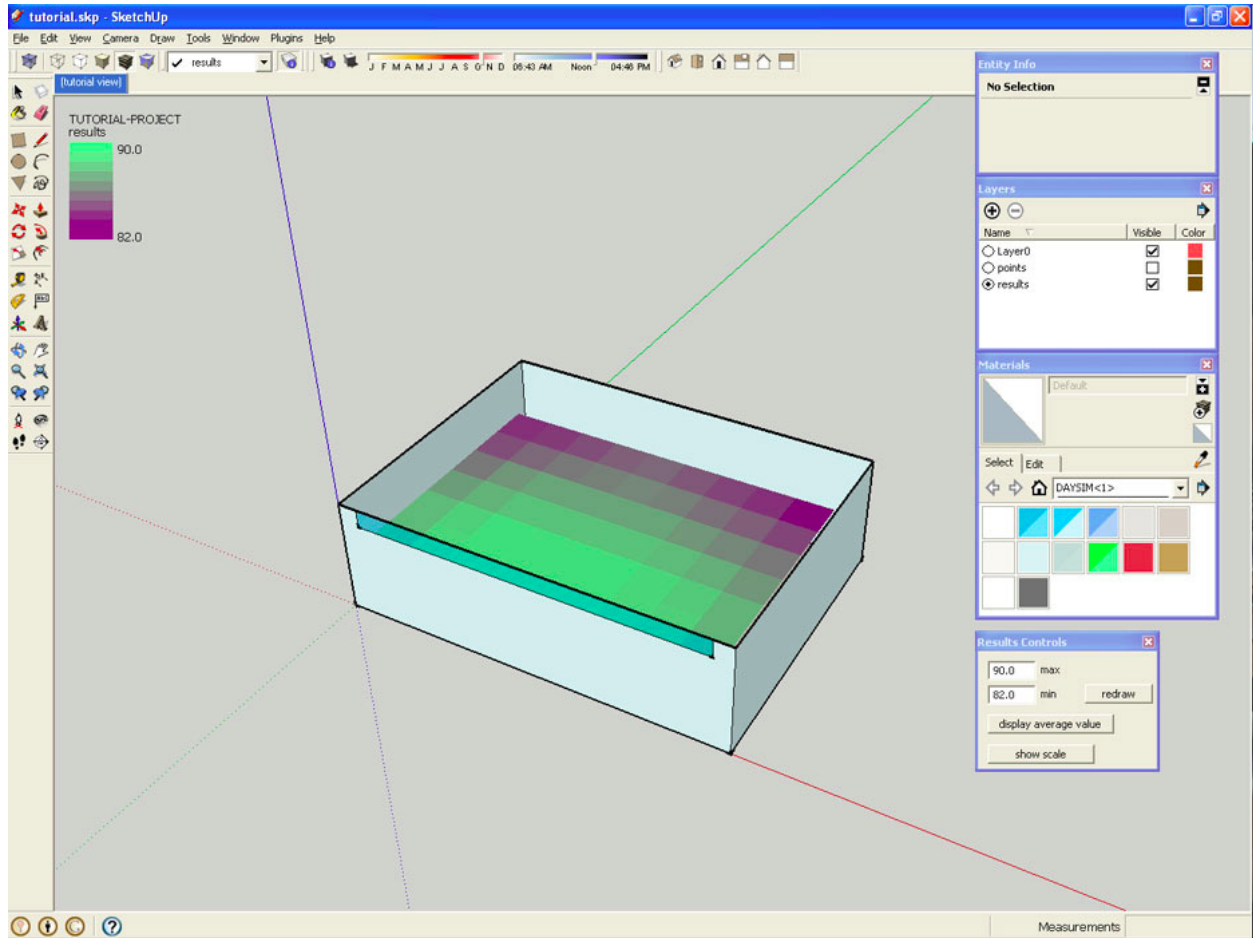 tutorial.skp - SketchUp
File Edit View Camera Draw Tools Window Plugins Help
results
J F M A M J J A S O N D 06:43 AM Noon 04:46 PM
(tutorial view)
TUTORIAL-PROJECT
results
90.0
82.0
Entity Info
No Selection
Layers
Name Visible Color
Layer0
points
results
Materials
Default
Select Edit
DAYSIM<1>
Results Controls
90.0 max
82.0 min redraw
display average value
show scale
Measurements